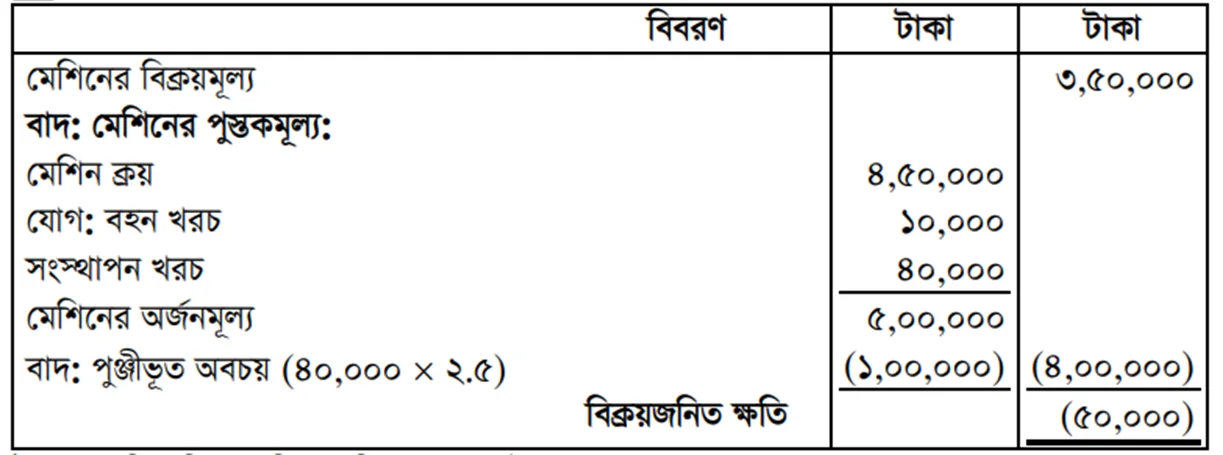 বিবরণ টাকা টাকা
মেশিনের বিক্রয়মূল্য ৩,৫০,০০০
বাদ: মেশিনের পুস্তকমূল্য:
মেশিন ক্রয় ৪,৫০,০০০
যোগ: বহন খরচ ১০,০০০
সংস্থাপন খরচ ৪০,০০০
মেশিনের অর্জনমূল্য ৫,০০,০০০
বাদ: পুঞ্জীভূত অবচয় (৪০,০০০ × ২.৫) (১,০০,০০০) (৪,০০,০০০)
বিক্রয়জনিত ক্ষতি (৫০,০০০)